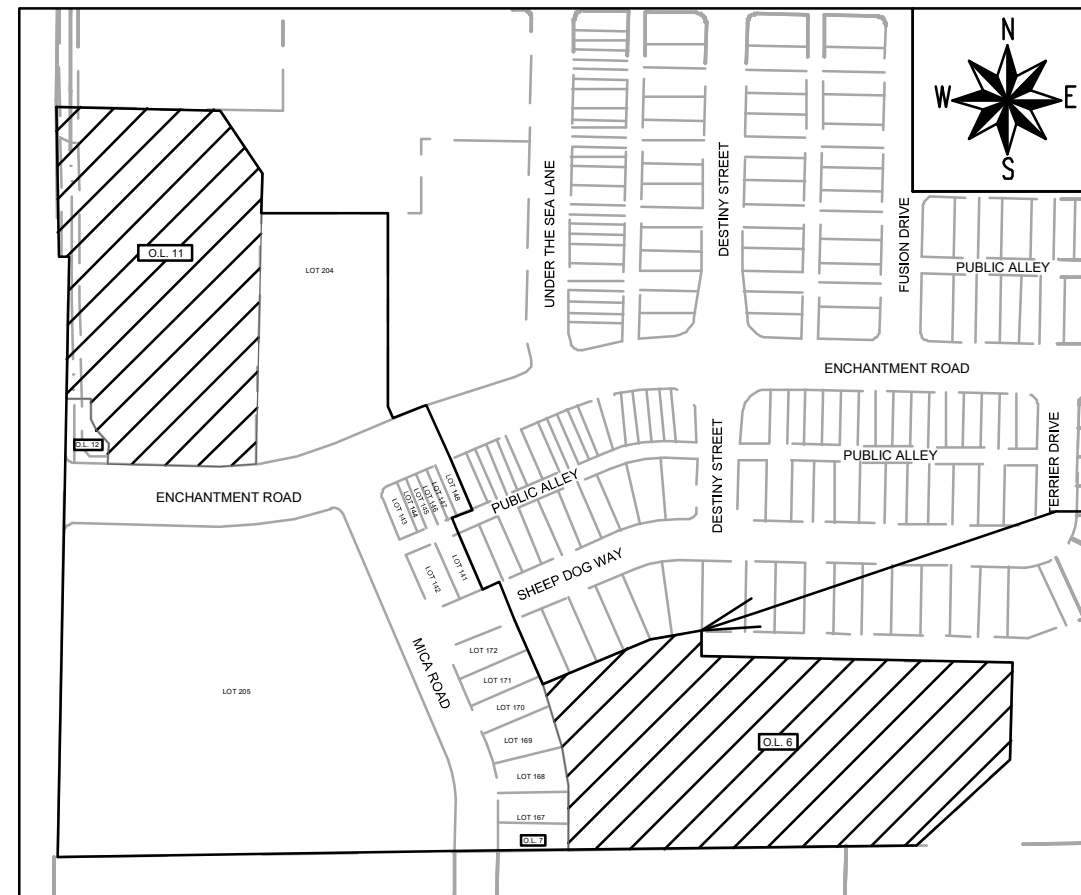 N
W
E
S
UNDER THE SEA LANE
DESTINY STREET
FUSION DRIVE
PUBLIC ALLEY
O.L. 11
LOT 204
ENCHANTMENT ROAD
O.L. 12
ENCHANTMENT ROAD
LOT 143
LOT 144
LOT 145
LOT 146
LOT 147
LOT 148
PUBLIC ALLEY
DESTINY STREET
PUBLIC ALLEY
ERRIER DRIVE
LOT 142
LOT 141
SHEEP DOG WAY
MICA ROAD
LOT 172
LOT 171
LOT 170
LOT 169
LOT 168
LOT 167
O.L. 7
LOT 205
O.L. 6